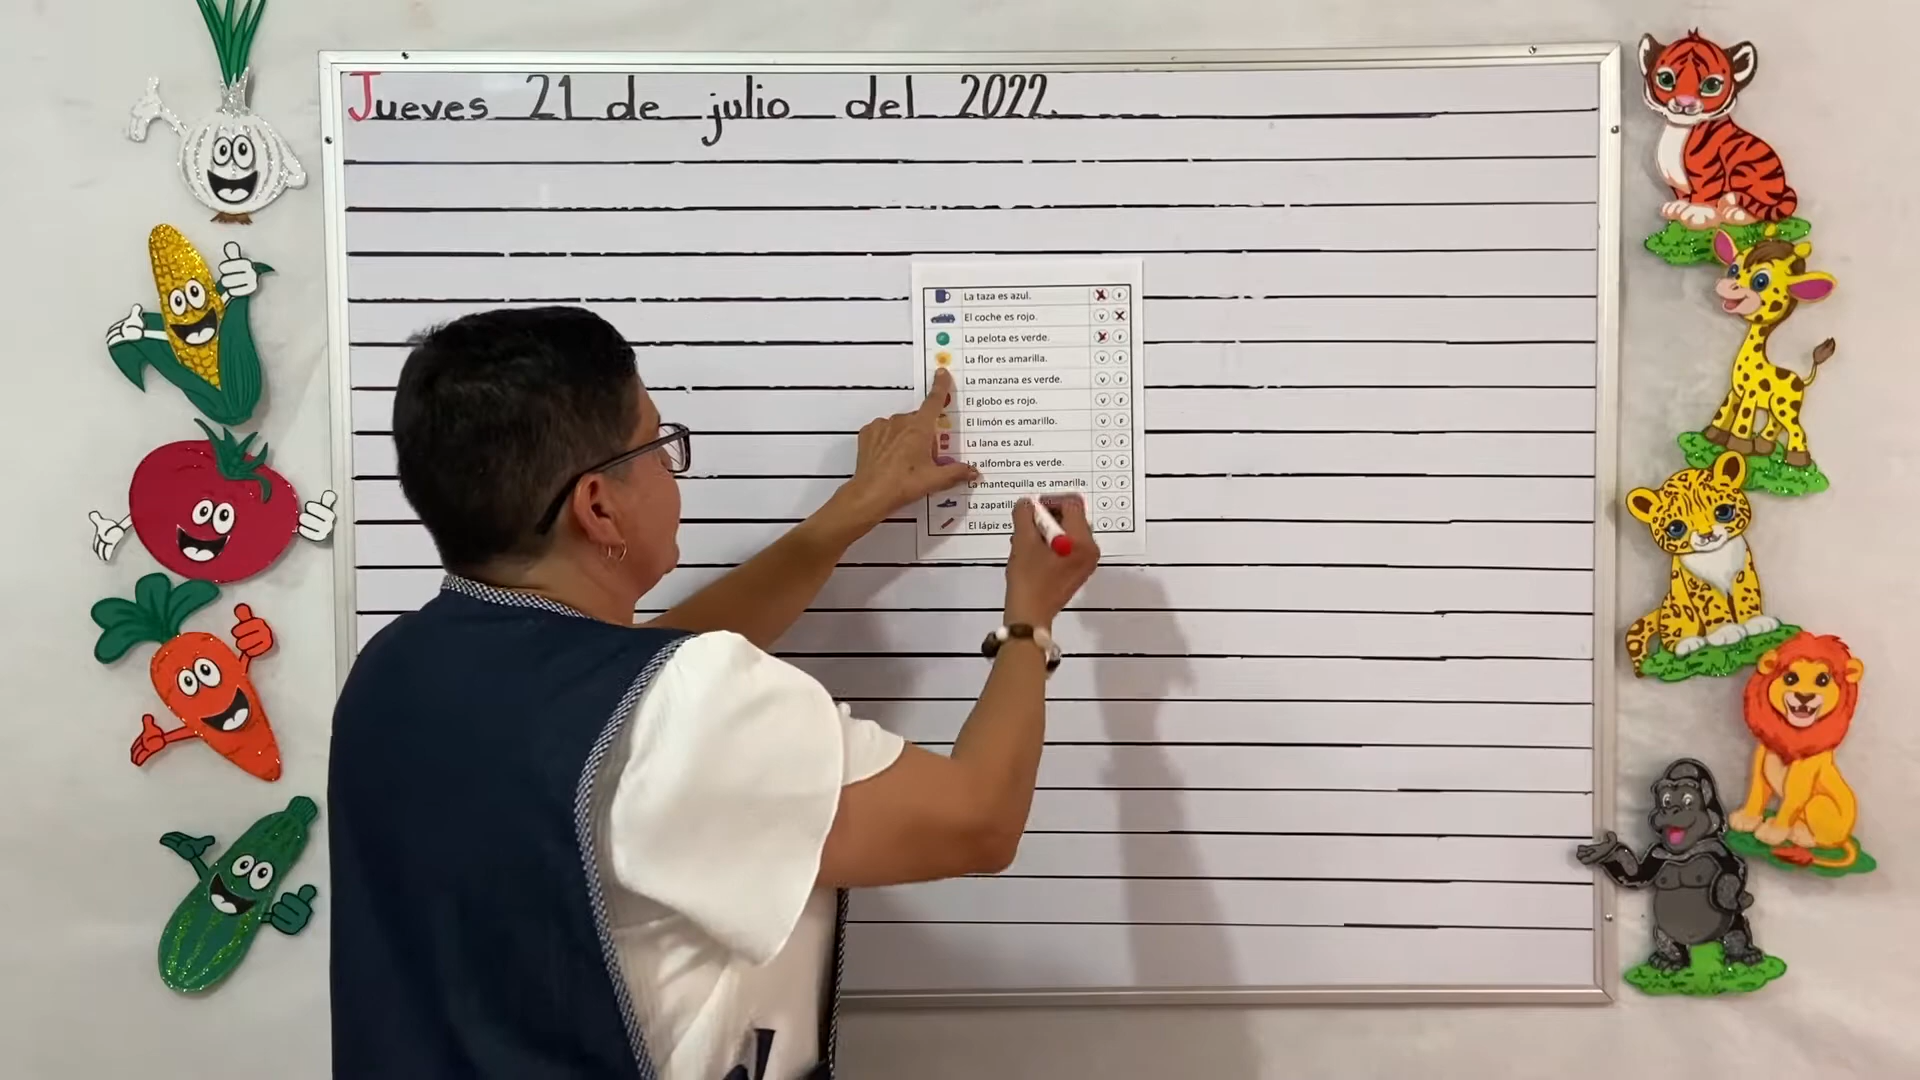 Jueves 21 de julio del 2022.
La taza es azul.
El coche es rojo. V
La pelota es verde. F
La flor es amarilla. V F
La manzana es verde. V F
El globo es rojo. V F
El limón es amarillo. V F
La lana es azul. V F
La alfombra es verde. V F
La mantequilla es amarilla. V F
La zapatilla V F
El lápiz es V F